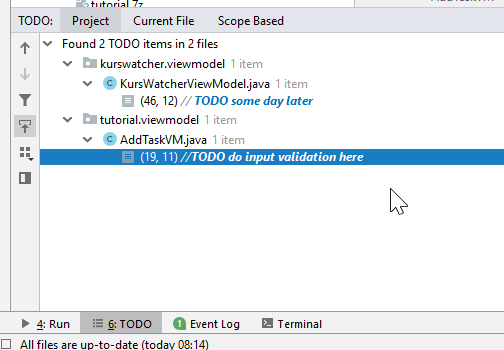 tutorial.7z
TODO: Project Current File Scope Based
Found 2 TODO items in 2 files
kurswatcher.viewmodel 1 item
KursWatcherViewModel.java 1 item
(46, 12) // TODO some day later
tutorial.viewmodel 1 item
AddTaskVM.java 1 item
(19, 11) //TODO do input validation here
4: Run 6: TODO 1 Event Log Terminal
All files are up-to-date (today 08:14)